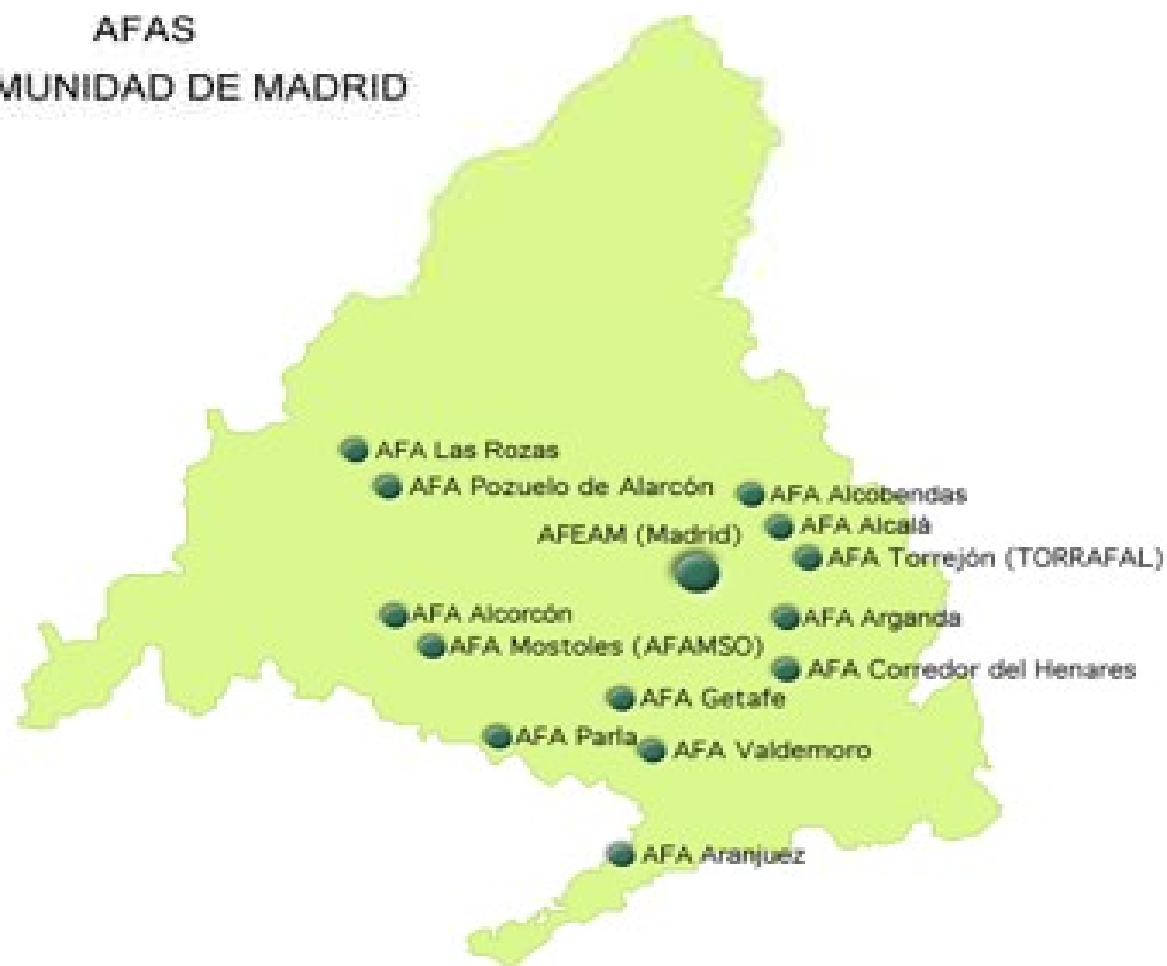 AFAS
MUNIDAD DE MADRID
AFA Las Rozas
AFA Pozuelo de Alarcón
AFA Alcobendas
AFA Alcalá
AFEAM (Madrid)
AFA Torrejón (TORRAFAL)
AFA Alcorcón
AFA Arganda
AFA Mostoles (AFAMSO)
AFA Corredor del Henares
AFA Getafe
AFA Parla
AFA Valdemoro
AFA Aranjuez